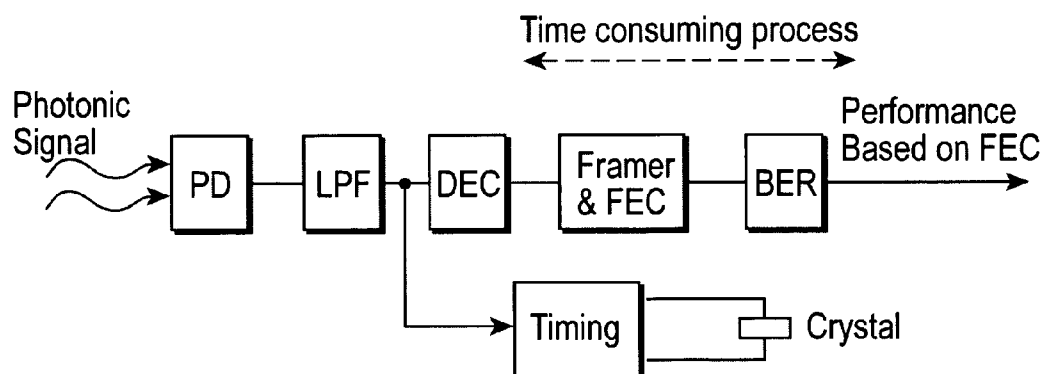 Time consuming process
Photonic
Signal
PD
LPF
DEC
Framer
& FEC
BER
Performance
Based on FEC
Timing
Crystal